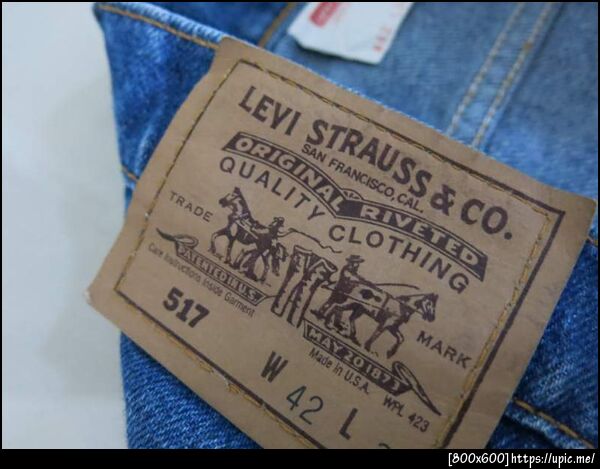 LEVI STRAUSS & CO.
SAN FRANCISCO, CAL.
ORIGINAL RIVETED
QUALITY CLOTHING
TRADE MARK
PATENTED IN U.S.
MAY 20 1873
Care Instructions Inside Garment
Made in U.S.A. WPL 423
517
W 42 L
[800x600]https://upic.me/